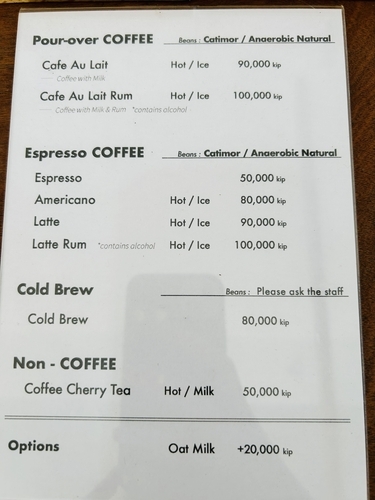 Pour-over COFFEE Beans : Catimor / Anaerobic Natural
Cafe Au Lait Hot / Ice 90,000 kip
Coffee with Milk
Cafe Au Lait Rum Hot / Ice 100,000 kip
Coffee with Milk & Rum *contains alcohol
Espresso COFFEE Beans : Catimor / Anaerobic Natural
Espresso 50,000 kip
Americano Hot / Ice 80,000 kip
Latte Hot / Ice 90,000 kip
Latte Rum *contains alcohol Hot / Ice 100,000 kip
Cold Brew Beans : Please ask the staff
Cold Brew 80,000 kip
Non - COFFEE
Coffee Cherry Tea Hot / Milk 50,000 kip
Options Oat Milk +20,000 kip